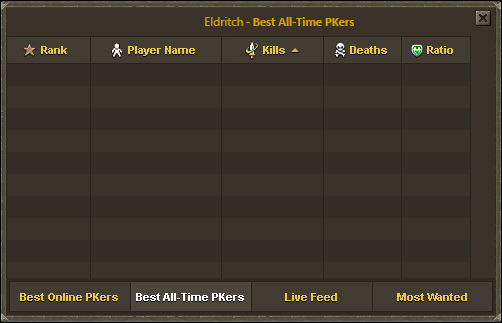 Eldritch - Best All-Time PKers
Rank Player Name Kills Deaths Ratio
Best Online PKers Best All-Time PKers Live Feed Most Wanted